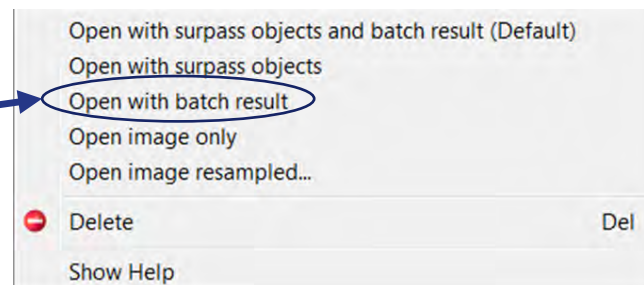 Open with surpass objects and batch result (Default)
Open with surpass objects
Open with batch result
Open image only
Open image resampled...
Delete Del
Show Help